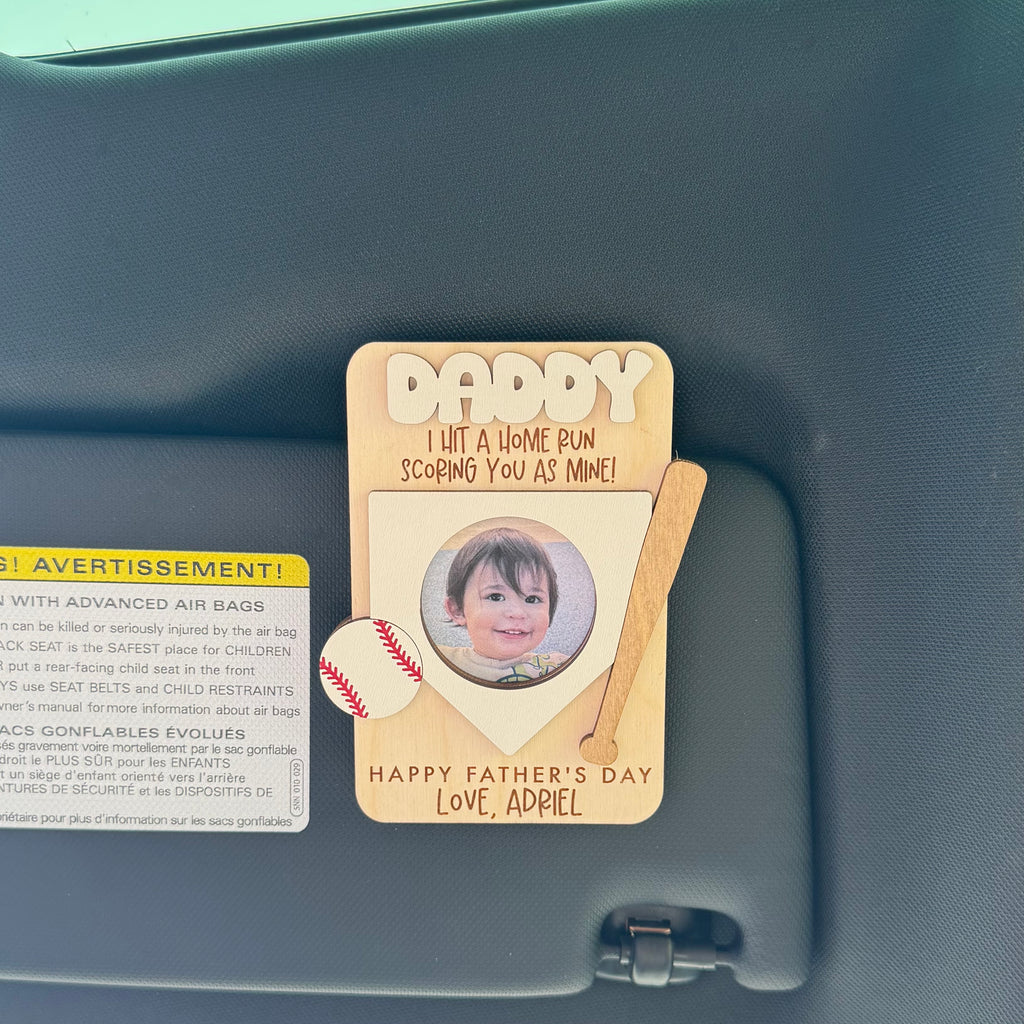 DADDY
I HIT A HOME RUN
SCORING YOU AS MINE!
HAPPY FATHER'S DAY
LOVE, ADRIEL
G! AVERTISSEMENT!
WITH ADVANCED AIR BAGS
can be killed or seriously injured by the air bag
BACK SEAT is the SAFEST place for CHILDREN
put a rear-facing child seat in the front
use SEAT BELTS and CHILD RESTRAINTS
owner's manual for more information about air bags
SACS GONFLABLES ÉVOLUÉS
gravement voire mortellement par le sac gonflable
droit le PLUS SÛR pour les ENFANTS
un siège d'enfant orienté vers l'arrière
DE SÉCURITÉ et les DISPOSITIFS DE
pour plus d'information sur les sacs gonflables
SNN 010 029